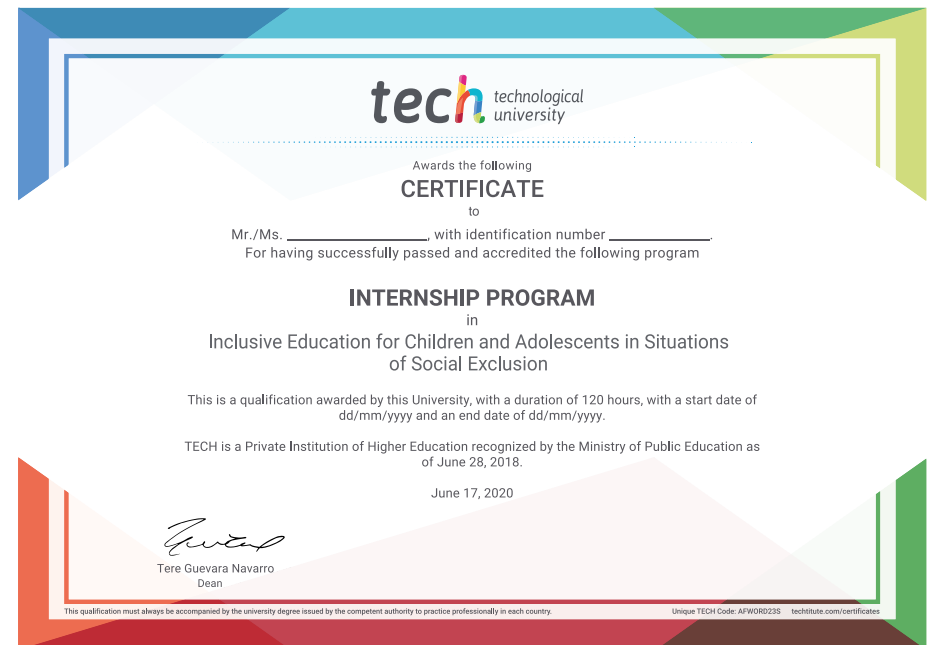 tech technological
university
Awards the following
CERTIFICATE
to
Mr./Ms. ____________, with identification number ____________.
For having successfully passed and accredited the following program
INTERNSHIP PROGRAM
in
Inclusive Education for Children and Adolescents in Situations
of Social Exclusion
This is a qualification awarded by this University, with a duration of 120 hours, with a start date of
dd/mm/yyyy and an end date of dd/mm/yyyy.
TECH is a Private Institution of Higher Education recognized by the Ministry of Public Education as
of June 28, 2018.
June 17, 2020
Tere Guevara Navarro
Dean
This qualification must always be accompanied by the university degree issued by the competent authority to practice professionally in each country.
Unique TECH Code: AFWORD23S techtitute.com/certificates